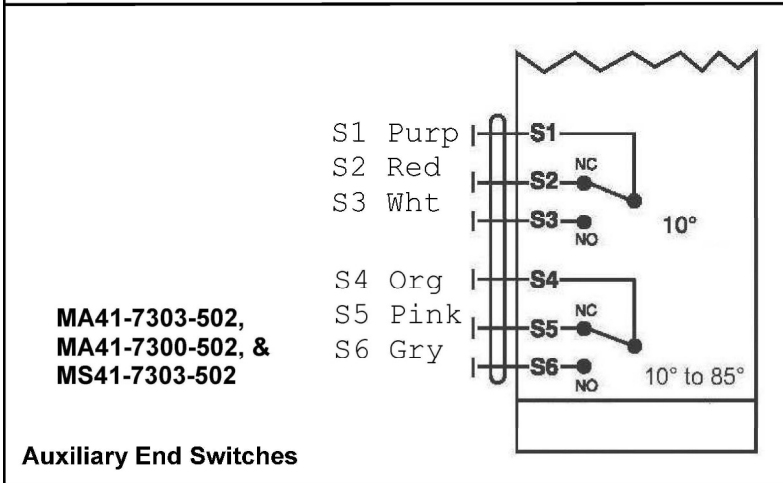 S1 Purp
S2 Red
S3 Wht
S1
NC
S2
S3
NO
10°
S4 Org
S5 Pink
S6 Gry
S4
NC
S5
S6
NO
10° to 85°
MA41-7303-502,
MA41-7300-502, &
MS41-7303-502
Auxiliary End Switches